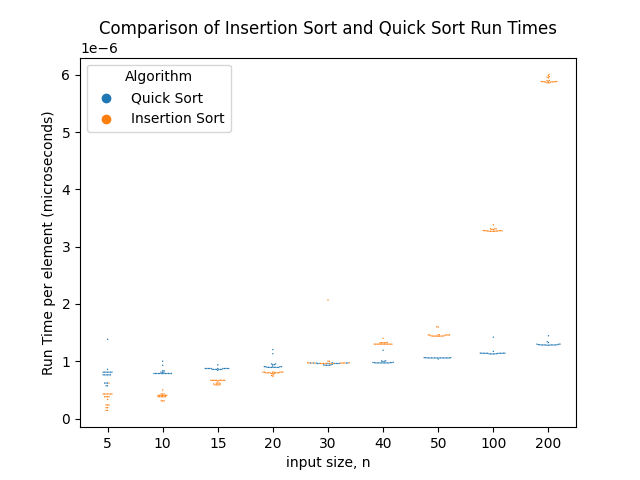 Comparison of Insertion Sort and Quick Sort Run Times
1e−6
Algorithm
Quick Sort
Insertion Sort
Run Time per element (microseconds)
6
5
4
3
2
1
0
5 10 15 20 30 40 50 100 200
input size, n